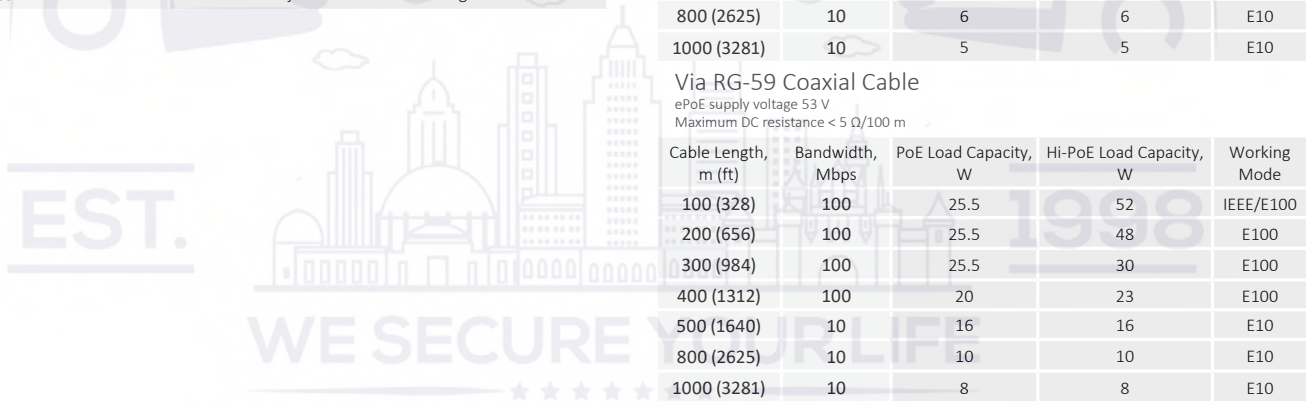 800 (2625) 10 6 6 E10
1000 (3281) 10 5 5 E10
Via RG-59 Coaxial Cable
ePoE supply voltage 53 V
Maximum DC resistance < 5 Ω/100 m
Cable Length, Bandwidth, PoE Load Capacity, Hi-PoE Load Capacity, Working
m (ft) Mbps W W Mode
100 (328) 100 25.5 52 IEEE/E100
200 (656) 100 25.5 48 E100
300 (984) 100 25.5 30 E100
400 (1312) 100 20 23 E100
500 (1640) 10 16 16 E10
800 (2625) 10 10 10 E10
1000 (3281) 10 8 8 E10
EST. 1998
WE SECURE YOUR LIFE